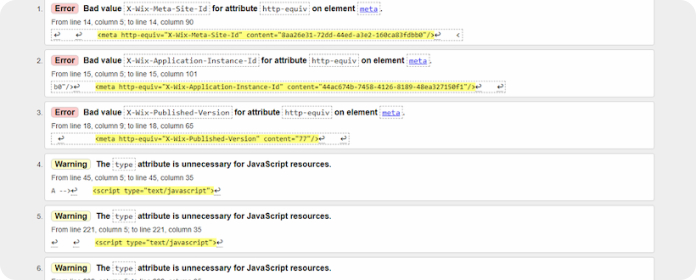 1. Error Bad value X-Wix-Meta-Site-Id for attribute http-equiv on element meta.
From line 14, column 5; to line 14, column 90
↩ ↩ <meta http-equiv="X-Wix-Meta-Site-Id" content="8aa26e31-72dd-44ed-a3e2-160ca83fdbb0"/>↩ <
2. Error Bad value X-Wix-Application-Instance-Id for attribute http-equiv on element meta.
From line 15, column 5; to line 15, column 101
b0"/>↩ <meta http-equiv="X-Wix-Application-Instance-Id" content="44ac674b-7458-4126-8189-48ea327150f1"/>↩ ↩
3. Error Bad value X-Wix-Published-Version for attribute http-equiv on element meta.
From line 18, column 9; to line 18, column 65
↩ <meta http-equiv="X-Wix-Published-Version" content="77"/>↩ ↩
4. Warning The type attribute is unnecessary for JavaScript resources.
From line 45, column 5; to line 45, column 35
A -->↩ <script type="text/javascript">↩
5. Warning The type attribute is unnecessary for JavaScript resources.
From line 221, column 5; to line 221, column 35
↩ ↩ <script type="text/javascript">↩
6. Warning The type attribute is unnecessary for JavaScript resources.